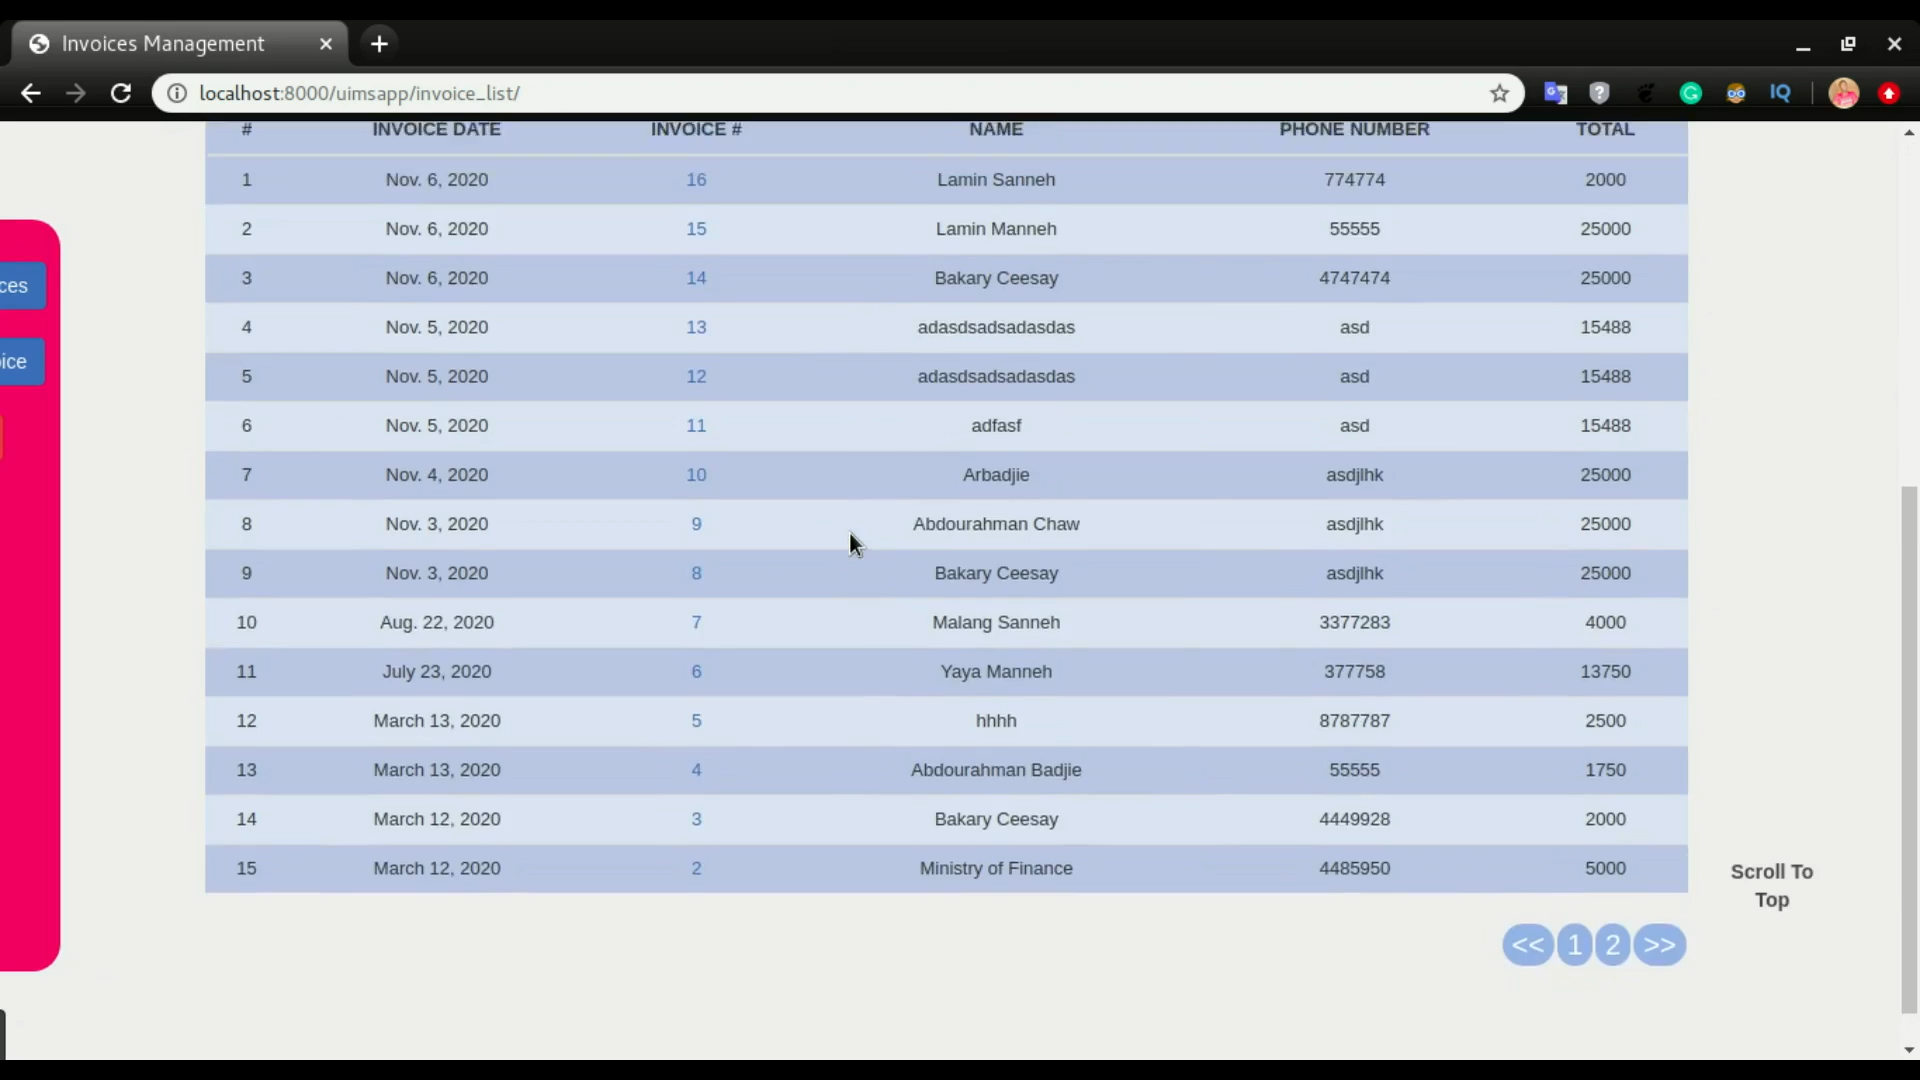 Invoices Management
localhost:8000/uimsapp/invoice_list/
IQ
# INVOICE DATE INVOICE # NAME PHONE NUMBER TOTAL
1 Nov. 6, 2020 16 Lamin Sanneh 774774 2000
2 Nov. 6, 2020 15 Lamin Manneh 55555 25000
3 Nov. 6, 2020 14 Bakary Ceesay 4747474 25000
4 Nov. 5, 2020 13 adasdsadsadasdas asd 15488
5 Nov. 5, 2020 12 adasdsadsadasdas asd 15488
6 Nov. 5, 2020 11 adfasf asd 15488
7 Nov. 4, 2020 10 Arbadjie asdjlhk 25000
8 Nov. 3, 2020 9 Abdourahman Chaw asdjlhk 25000
9 Nov. 3, 2020 8 Bakary Ceesay asdjlhk 25000
10 Aug. 22, 2020 7 Malang Sanneh 3377283 4000
11 July 23, 2020 6 Yaya Manneh 377758 13750
12 March 13, 2020 5 hhhh 8787787 2500
13 March 13, 2020 4 Abdourahman Badjie 55555 1750
14 March 12, 2020 3 Bakary Ceesay 4449928 2000
15 March 12, 2020 2 Ministry of Finance 4485950 5000
ces
oice
Scroll To
Top
<< 1 2 >>